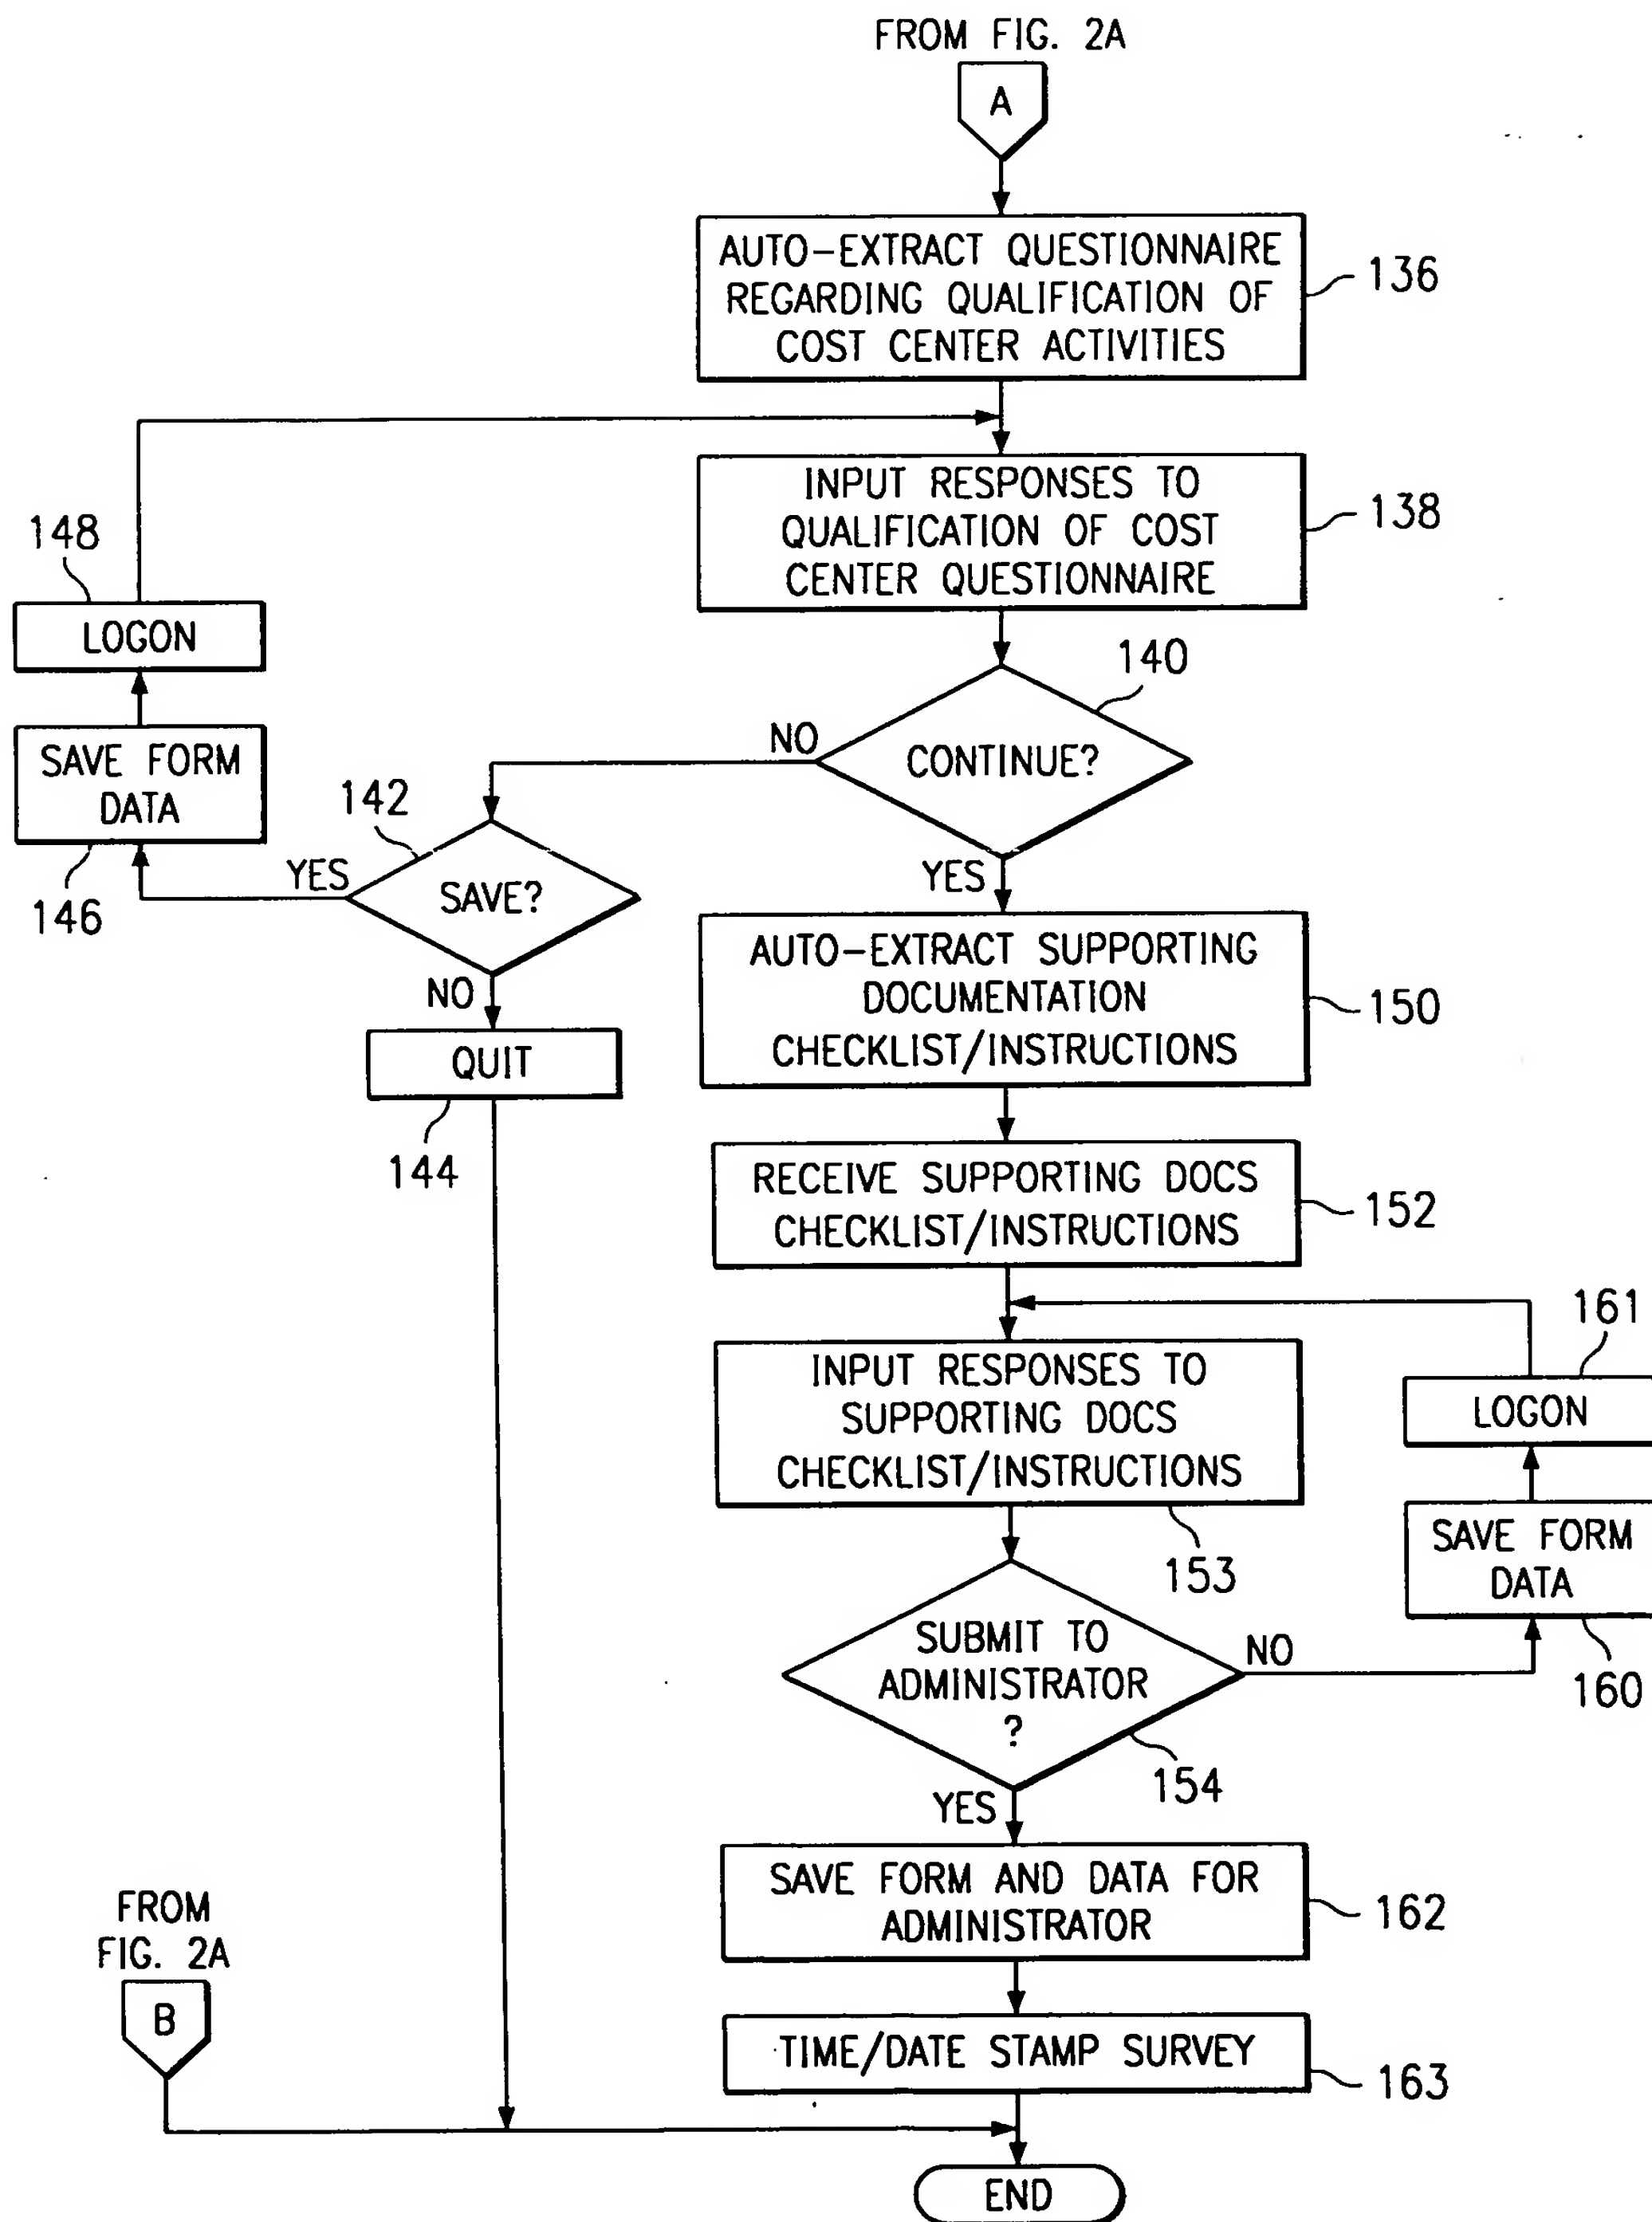 FROM FIG. 2A
A
AUTO-EXTRACT QUESTIONNAIRE
REGARDING QUALIFICATION OF
COST CENTER ACTIVITIES
136
INPUT RESPONSES TO
QUALIFICATION OF COST
CENTER QUESTIONNAIRE
138
148
LOGON
140
CONTINUE?
NO
SAVE FORM
DATA
146
142
SAVE?
YES
NO
QUIT
144
YES
AUTO-EXTRACT SUPPORTING
DOCUMENTATION
CHECKLIST/INSTRUCTIONS
150
RECEIVE SUPPORTING DOCS
CHECKLIST/INSTRUCTIONS
152
INPUT RESPONSES TO
SUPPORTING DOCS
CHECKLIST/INSTRUCTIONS
153
161
LOGON
SAVE FORM
DATA
160
SUBMIT TO
ADMINISTRATOR
?
NO
154
YES
SAVE FORM AND DATA FOR
ADMINISTRATOR
162
FROM
FIG. 2A
B
TIME/DATE STAMP SURVEY
163
END